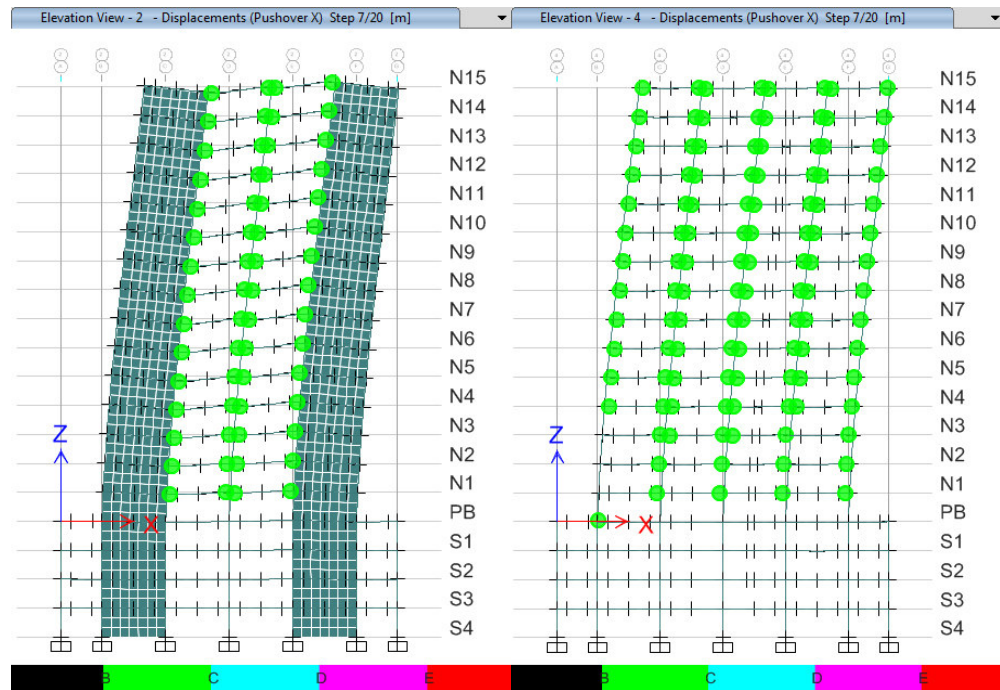 Elevation View - 2 - Displacements (Pushover X) Step 7/20 [m]
N15
N14
N13
N12
N11
N10
N9
N8
N7
N6
N5
N4
N3
N2
N1
PB
S1
S2
S3
S4
Z
X
B C D E
Elevation View - 4 - Displacements (Pushover X) Step 7/20 [m]
N15
N14
N13
N12
N11
N10
N9
N8
N7
N6
N5
N4
N3
N2
N1
PB
S1
S2
S3
S4
Z
X
B C D E